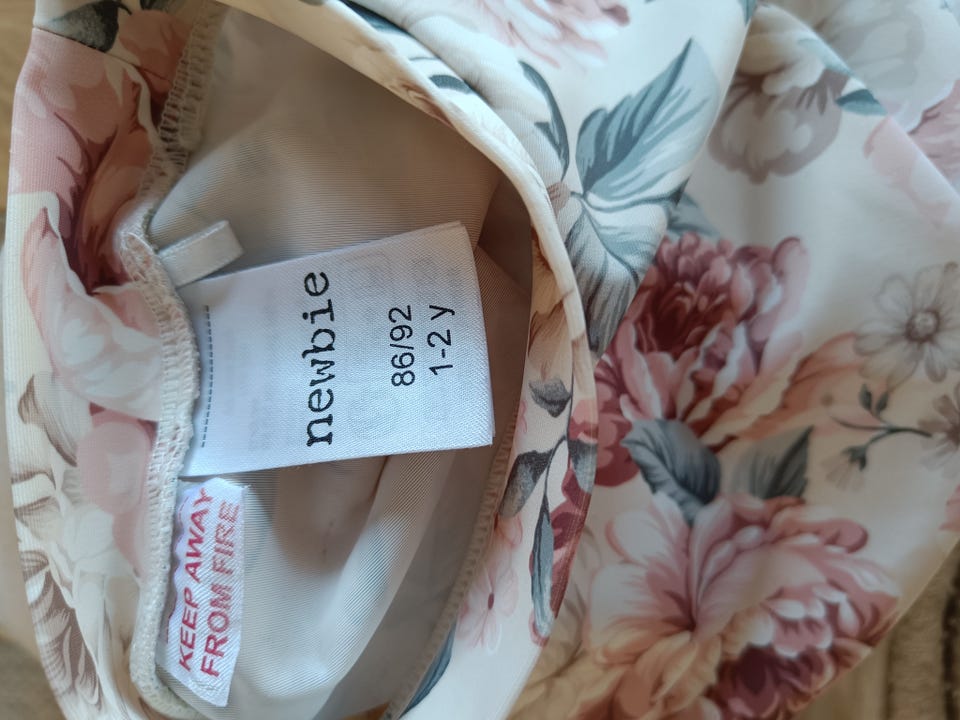 newbie
86/92
1-2 y
KEEP AWAY
FROM FIRE